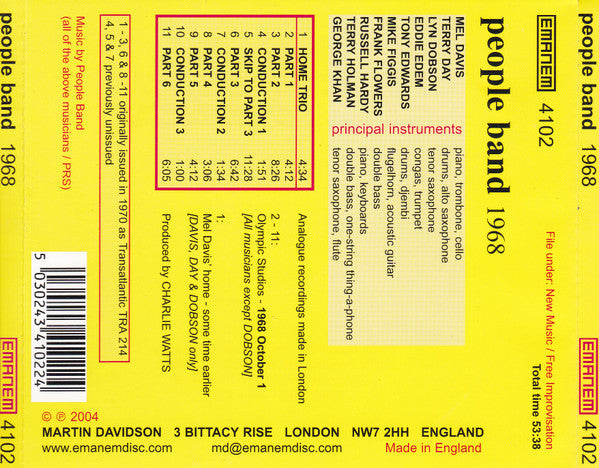 people band 1968
EMANEM 4102
EMANEM 4102
File under: New Music / Free Improvisation
Total time 53:38
people band 1968
principal instruments
MEL DAVIS piano, trombone, cello
TERRY DAY drums, alto saxophone
LYN DOBSON tenor saxophone
EDDIE EDEM congas, trumpet
TONY EDWARDS drums, djembi
MIKE FIGGIS flugelhorn, acoustic guitar
FRANK FLOWERS double bass
RUSSELL HARDY piano, keyboards
TERRY HOLMAN double bass, one-string thing-a-phone
GEORGE KHAN tenor saxophone, flute
1 HOME TRIO 4:34
2 PART 1 4:12
3 PART 2 8:26
4 CONDUCTION 1 1:51
5 SKIP TO PART 3 11:28
6 PART 3 6:42
7 CONDUCTION 2 1:34
8 PART 4 3:06
9 PART 5 4:12
10 CONDUCTION 3 1:00
11 PART 6 6:05
Analogue recordings made in London
2 - 11:
Olympic Studios - 1968 October 1
[All musicians except DOBSON]
1:
Mel Davis' home - some time earlier
[DAVIS, DAY & DOBSON only]
Produced by CHARLIE WATTS
1 - 3, 6 & 8 -11 originally issued in 1970 as Transatlantic TRA 214
4, 5 & 7 previously unissued
Music by People Band
(all of the above musicians / PRS)
5 030243 410224
© ℗ 2004
MARTIN DAVIDSON 3 BITTACY RISE LONDON NW7 2HH ENGLAND
www.emanemdisc.com md@emanemdisc.com Made in England
people band 1968
EMANEM 4102